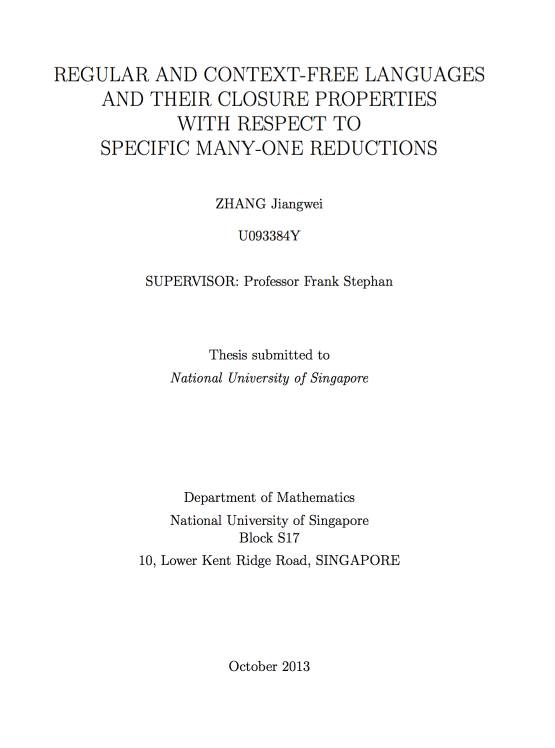 REGULAR AND CONTEXT-FREE LANGUAGES
AND THEIR CLOSURE PROPERTIES
WITH RESPECT TO
SPECIFIC MANY-ONE REDUCTIONS
ZHANG Jiangwei
U093384Y
SUPERVISOR: Professor Frank Stephan
Thesis submitted to
National University of Singapore
Department of Mathematics
National University of Singapore
Block S17
10, Lower Kent Ridge Road, SINGAPORE
October 2013